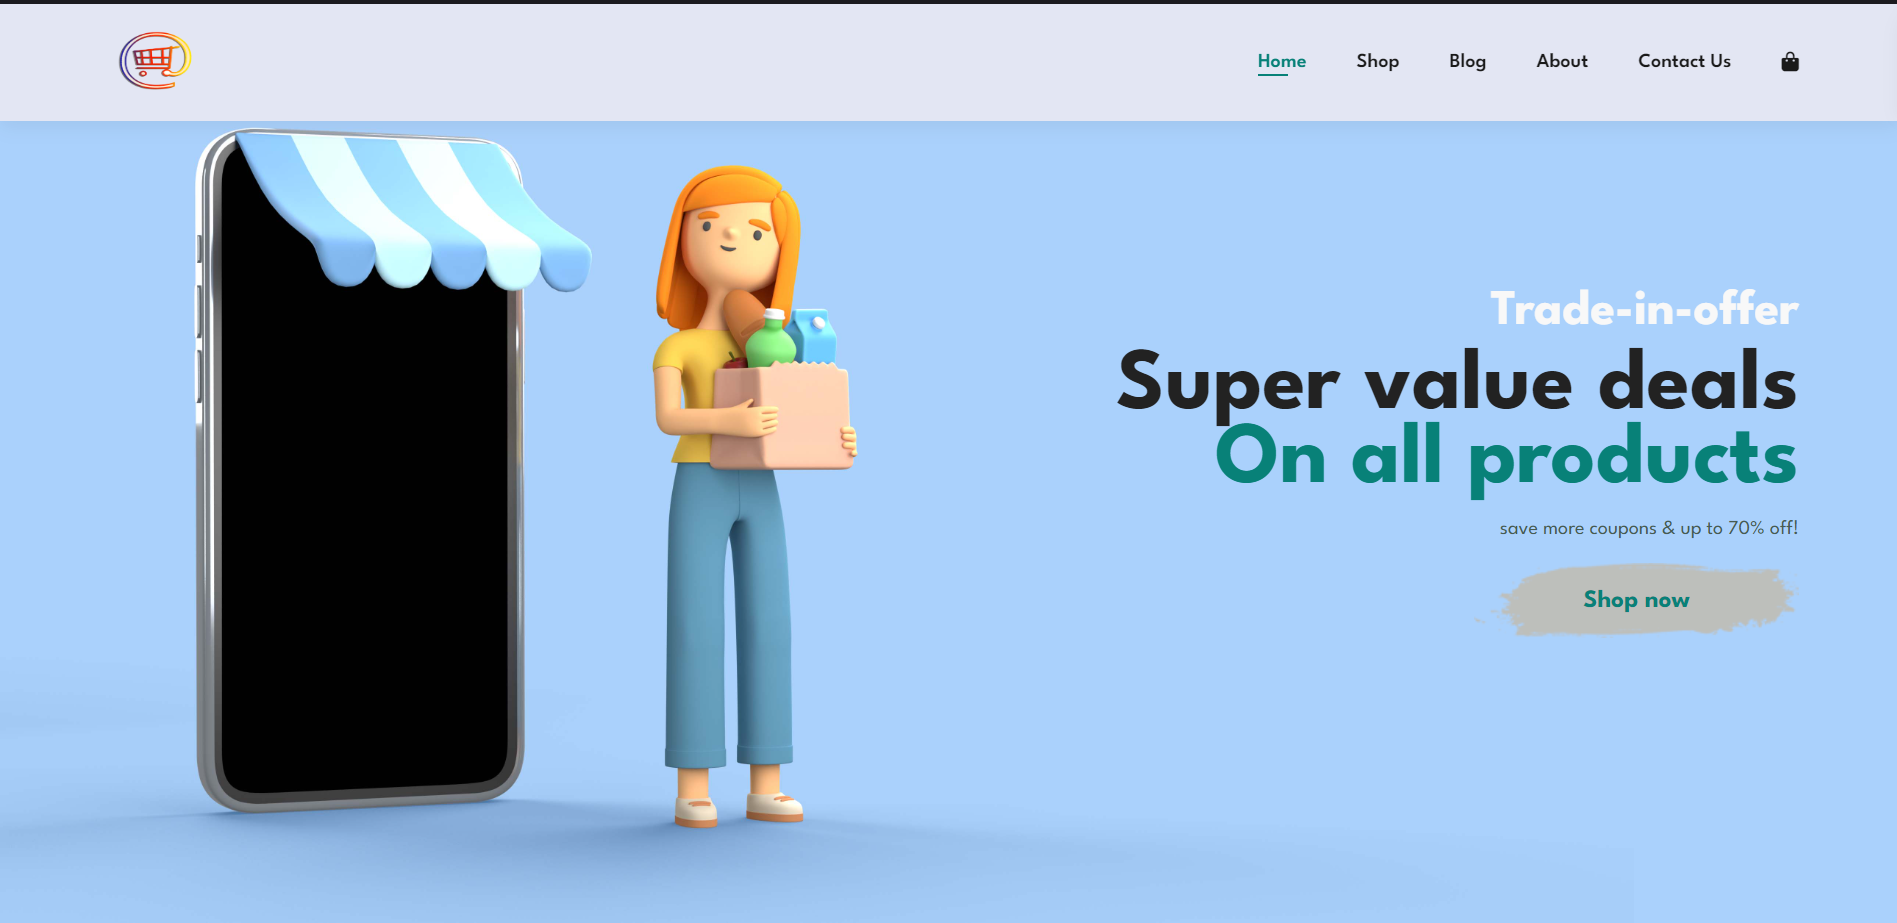 Home Shop Blog About Contact Us
Trade-in-offer
Super value deals
On all products
save more coupons & up to 70% off!
Shop now